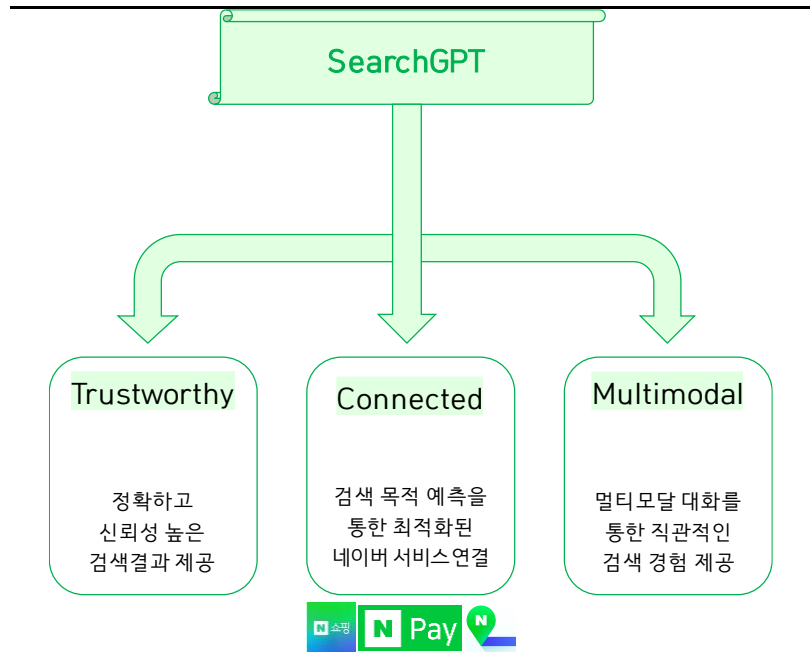 SearchGPT
Trustworthy
정확하고
신뢰성 높은
검색결과 제공
Connected
검색 목적 예측을
통한 최적화된
네이버 서비스 연결
Multimodal
멀티모달 대화를
통한 직관적인
검색 경험 제공
N 쇼핑
N Pay
N